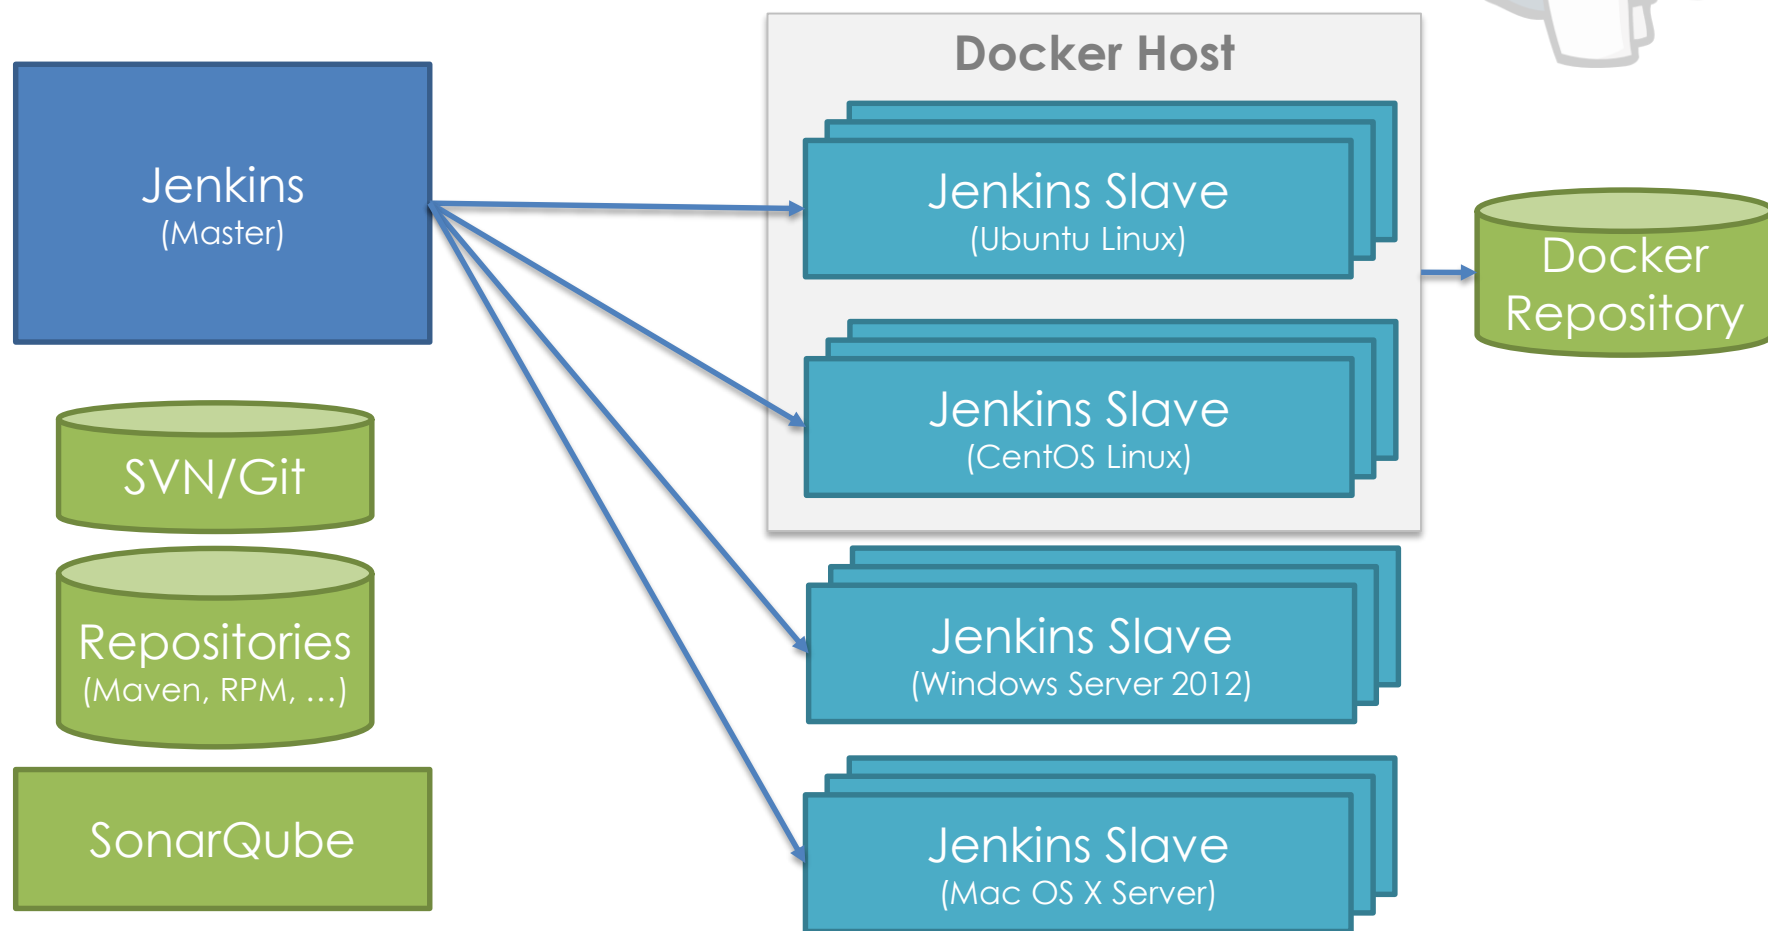 Docker Host
Jenkins
(Master)
Jenkins Slave
(Ubuntu Linux)
Docker
Repository
Jenkins Slave
(CentOS Linux)
SVN/Git
Repositories
(Maven, RPM, ...)
Jenkins Slave
(Windows Server 2012)
SonarQube
Jenkins Slave
(Mac OS X Server)